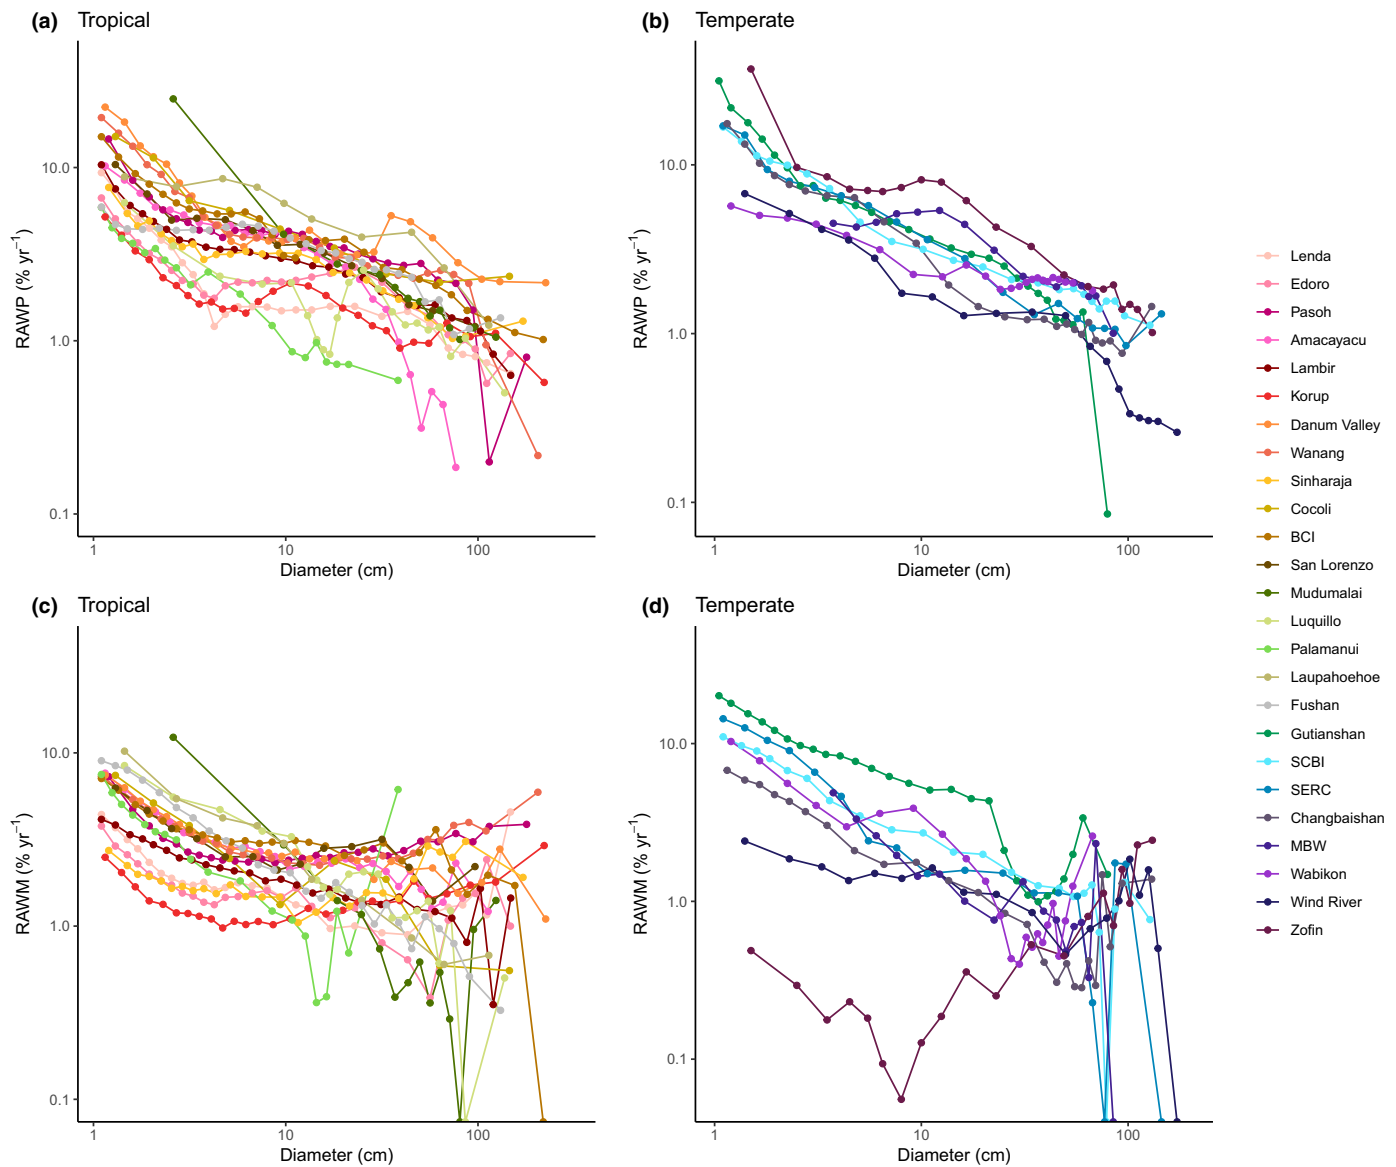 (a) Tropical
RAWP (% yr−1)
10.0
1.0
0.1
1 10 100
Diameter (cm)
(b) Temperate
RAWP (% yr−1)
10.0
1.0
0.1
1 10 100
Diameter (cm)
(c) Tropical
RAWM (% yr−1)
10.0
1.0
0.1
1 10 100
Diameter (cm)
(d) Temperate
RAWM (% yr−1)
10.0
1.0
0.1
1 10 100
Diameter (cm)
Lenda
Edoro
Pasoh
Amacayacu
Lambir
Korup
Danum Valley
Wanang
Sinharaja
Cocoli
BCI
San Lorenzo
Mudumalai
Luquillo
Palamanui
Laupahoehoe
Fushan
Gutianshan
SCBI
SERC
Changbaishan
MBW
Wabikon
Wind River
Zofin